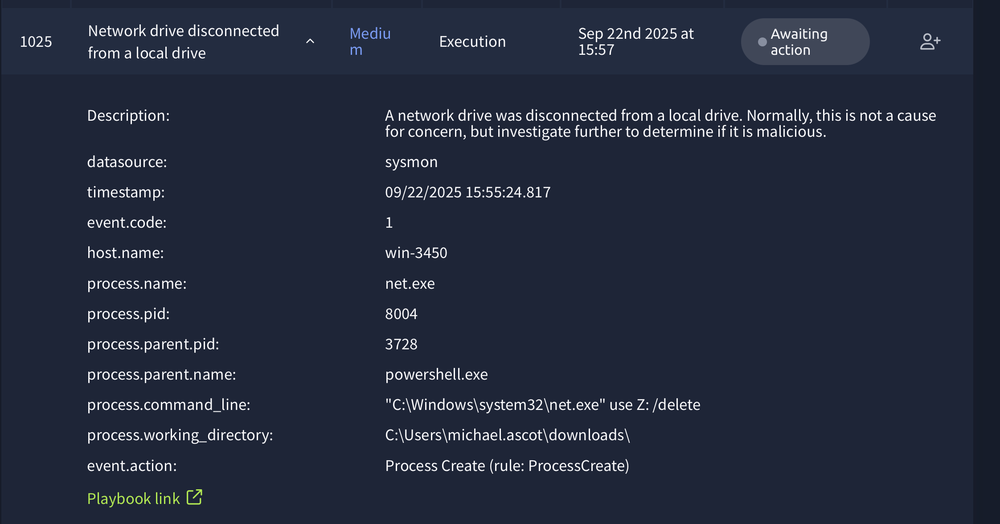 1025
Network drive disconnected
from a local drive
Mediu
m
Execution
Sep 22nd 2025 at
15:57
Awaiting
action
Description:
A network drive was disconnected from a local drive. Normally, this is not a cause
for concern, but investigate further to determine if it is malicious.
datasource:
sysmon
timestamp:
09/22/2025 15:55:24.817
event.code:
1
host.name:
win-3450
process.name:
net.exe
process.pid:
8004
process.parent.pid:
3728
process.parent.name:
powershell.exe
process.command_line:
"C:\Windows\system32\net.exe" use Z: /delete
process.working_directory:
C:\Users\michael.ascot\downloads\
event.action:
Process Create (rule: ProcessCreate)
Playbook link